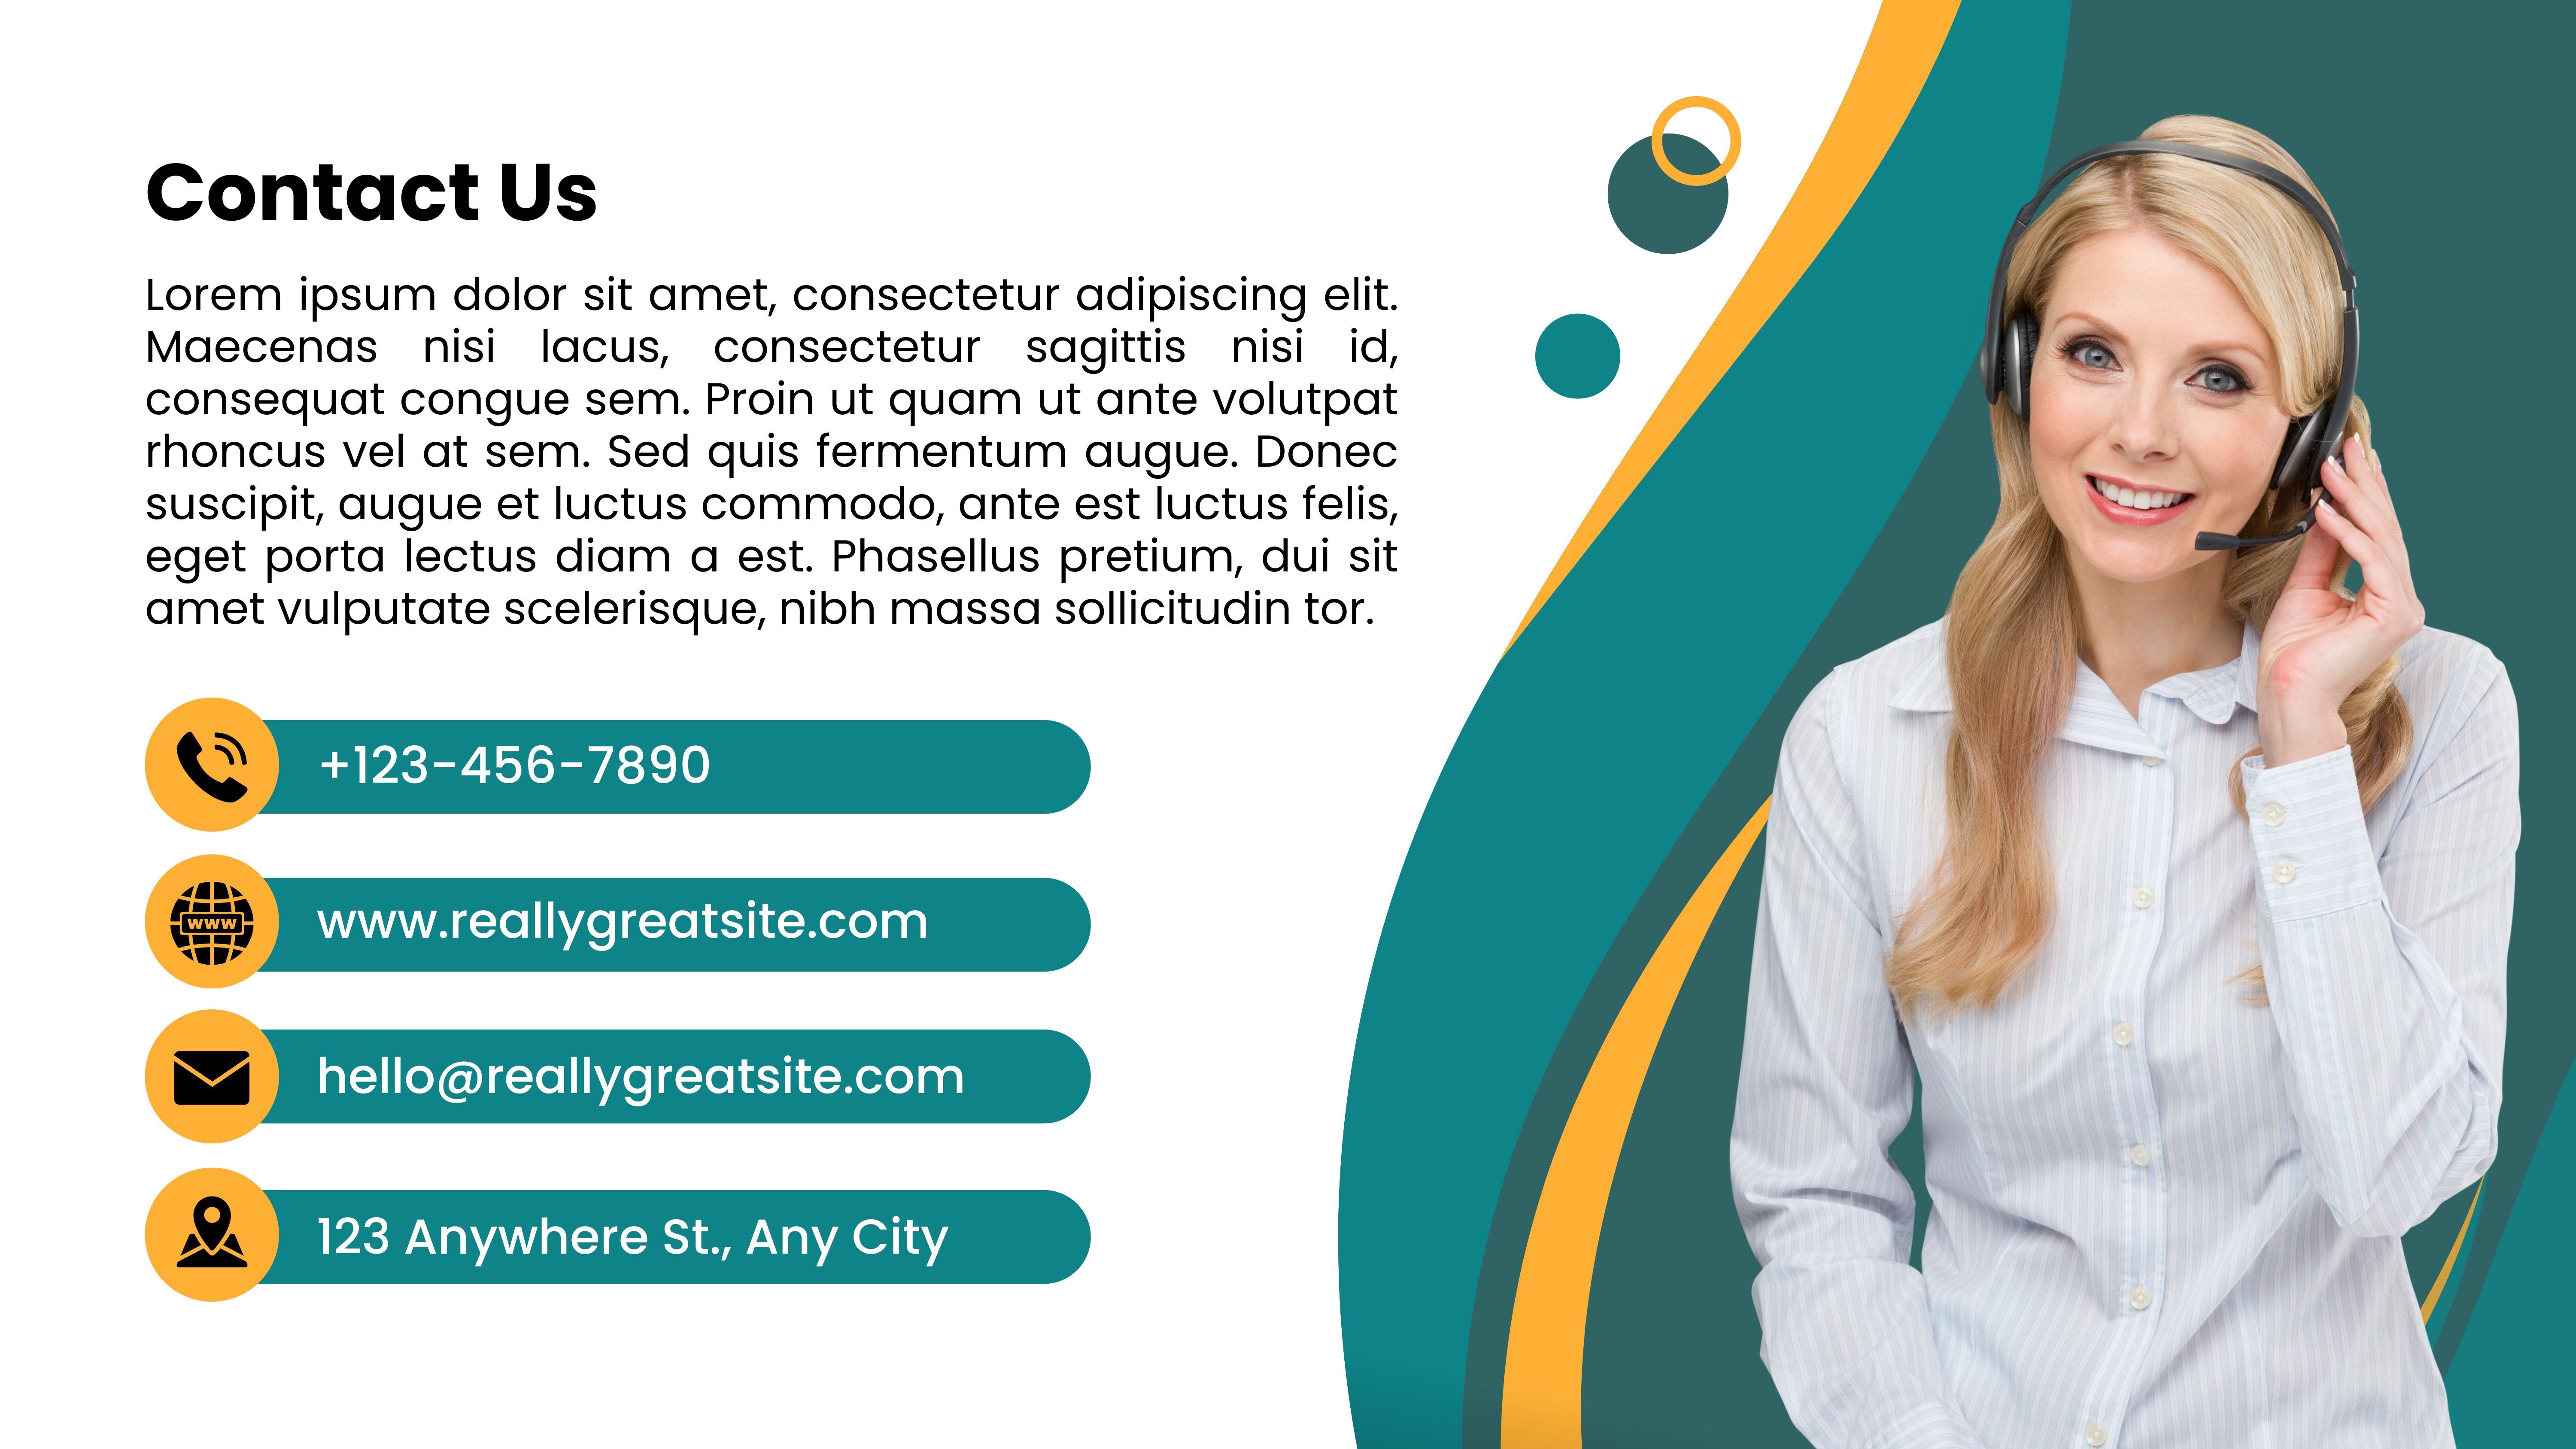 Contact Us
Lorem ipsum dolor sit amet, consectetur adipiscing elit.
Maecenas nisi lacus, consectetur sagittis nisi id,
consequat congue sem. Proin ut quam ut ante volutpat
rhoncus vel at sem. Sed quis fermentum augue. Donec
suscipit, augue et luctus commodo, ante est luctus felis,
eget porta lectus diam a est. Phasellus pretium, dui sit
amet vulputate scelerisque, nibh massa sollicitudin tor.
+123-456-7890
www
www.reallygreatsite.com
hello@reallygreatsite.com
123 Anywhere St., Any City